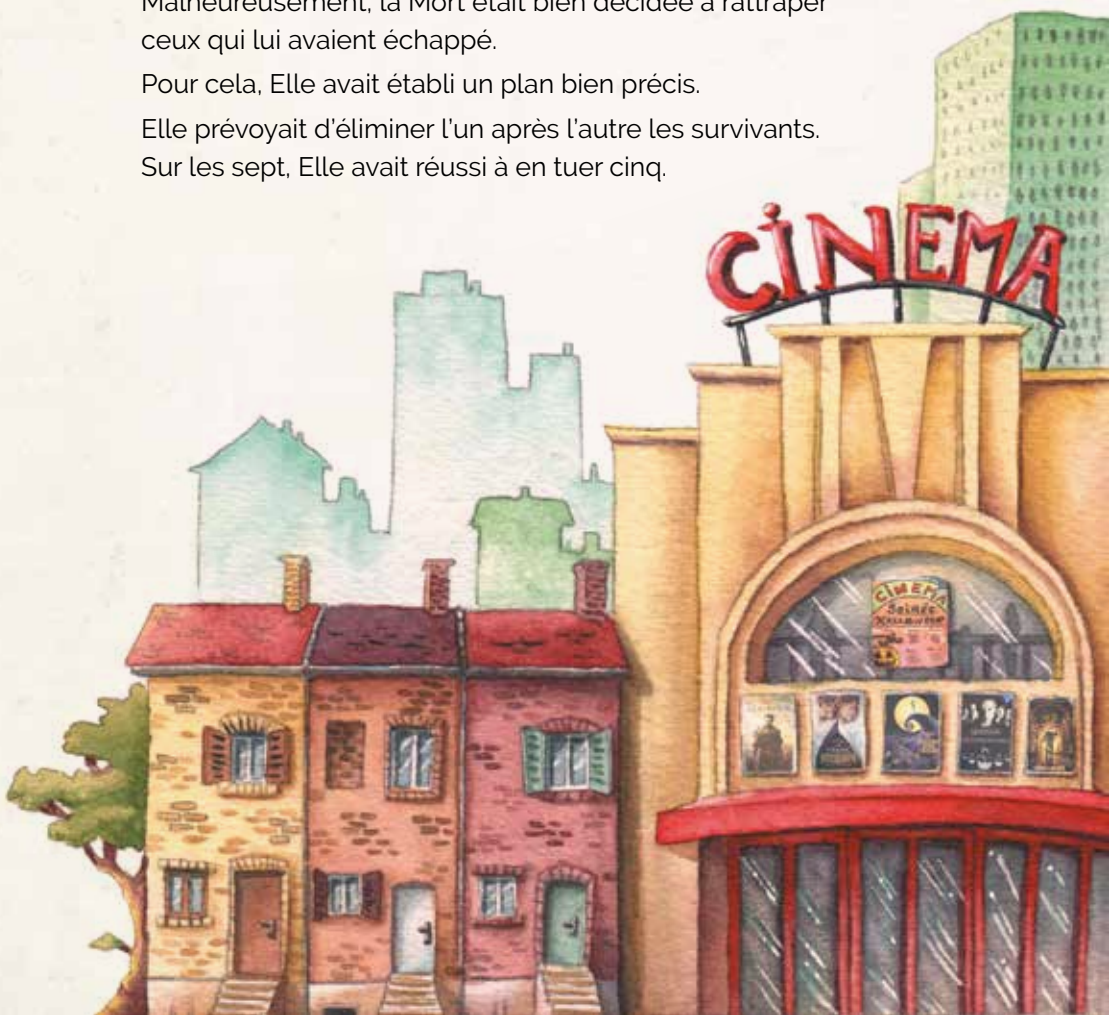 Malheureusement, la Mort était bien décidée à rattraper
ceux qui lui avaient échappé.
Pour cela, Elle avait établi un plan bien précis.
Elle prévoyait d'éliminer l'un après l'autre les survivants.
Sur les sept, Elle avait réussi à en tuer cinq.
CiNEMA
CiNEMA
Soirée